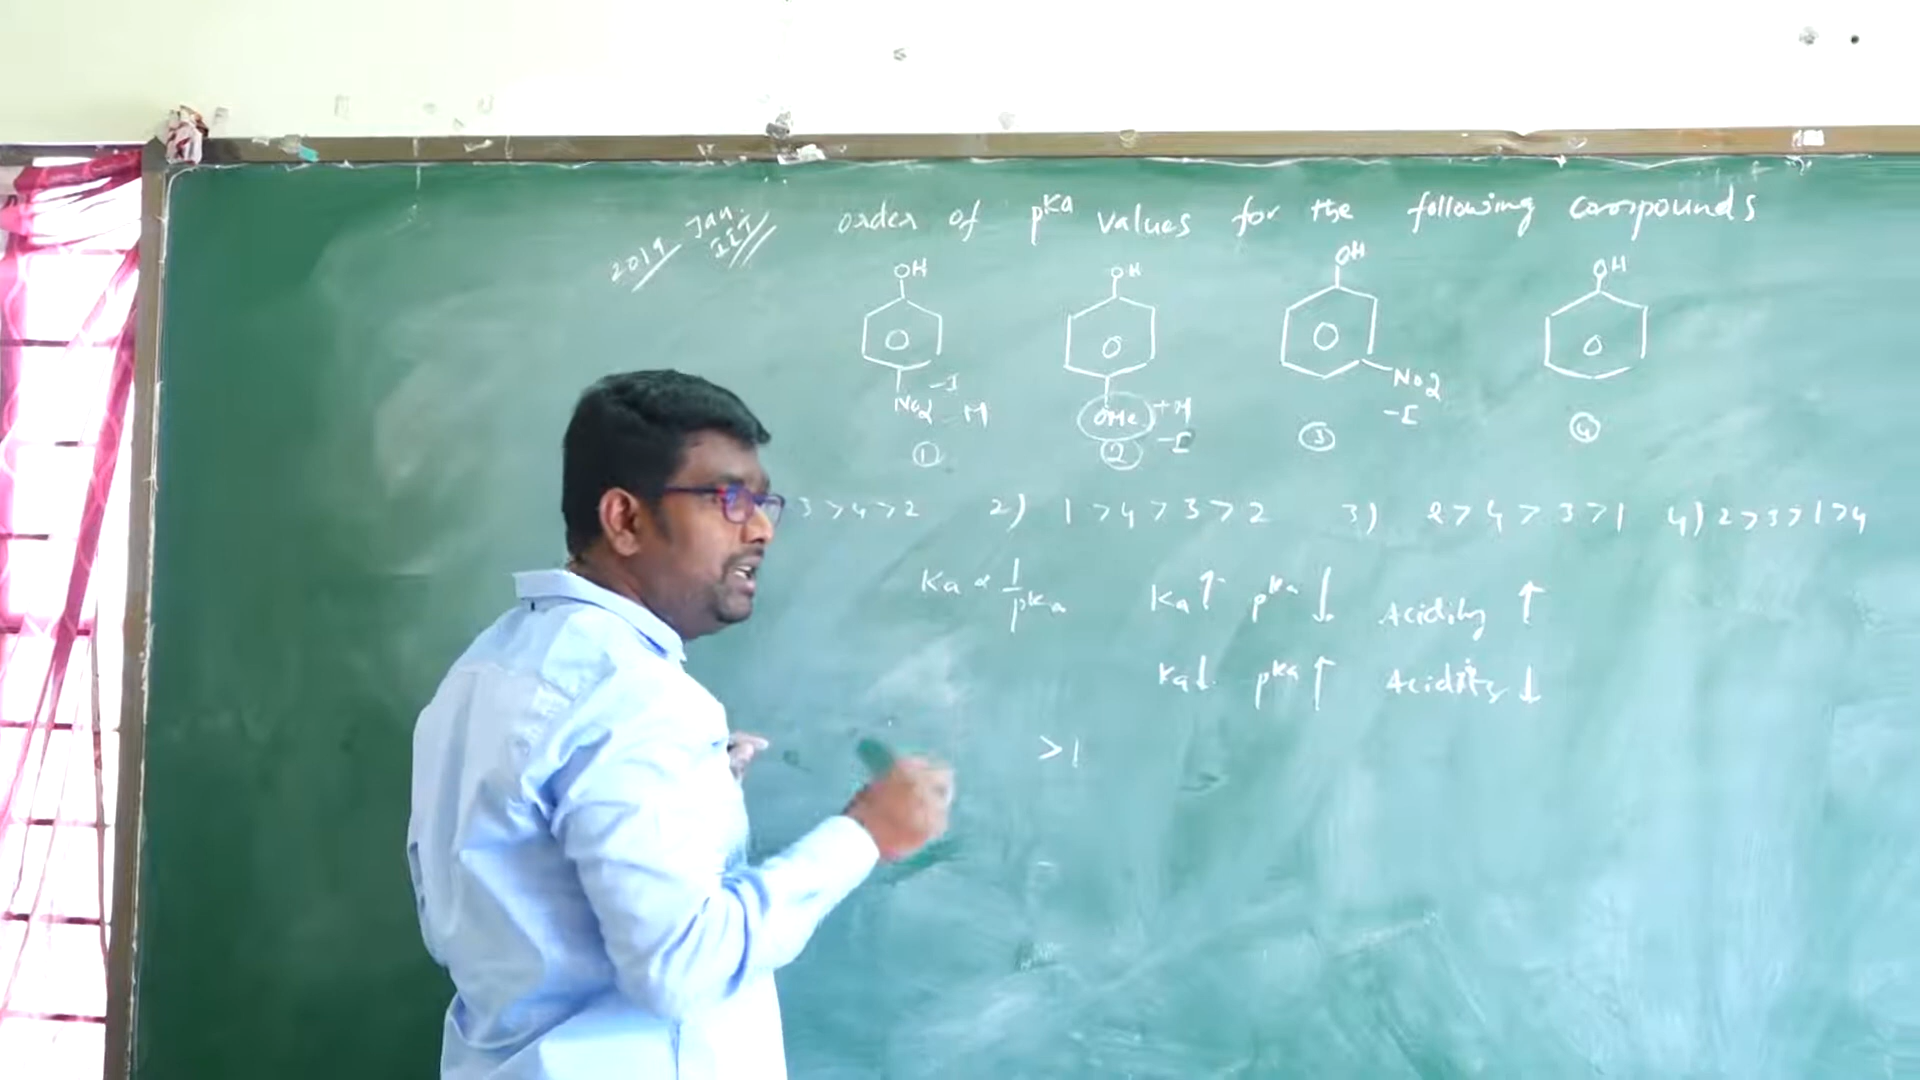 2019 Jan.
IIT
order of pKa values for the following compounds
OH OH OH OH
NO2 -I -M
OMe +M -I
NO2 -I
① ② ③ ④
3 > 4 > 2 2) 1 > 4 > 3 > 2 3) 2 > 4 > 3 > 1 4) 2 > 3 > 1 > 4
Ka ∝ 1/pKa Ka ↑ pKa ↓ Acidity ↑
Ka ↓ pKa ↑ Acidity ↓
> 1